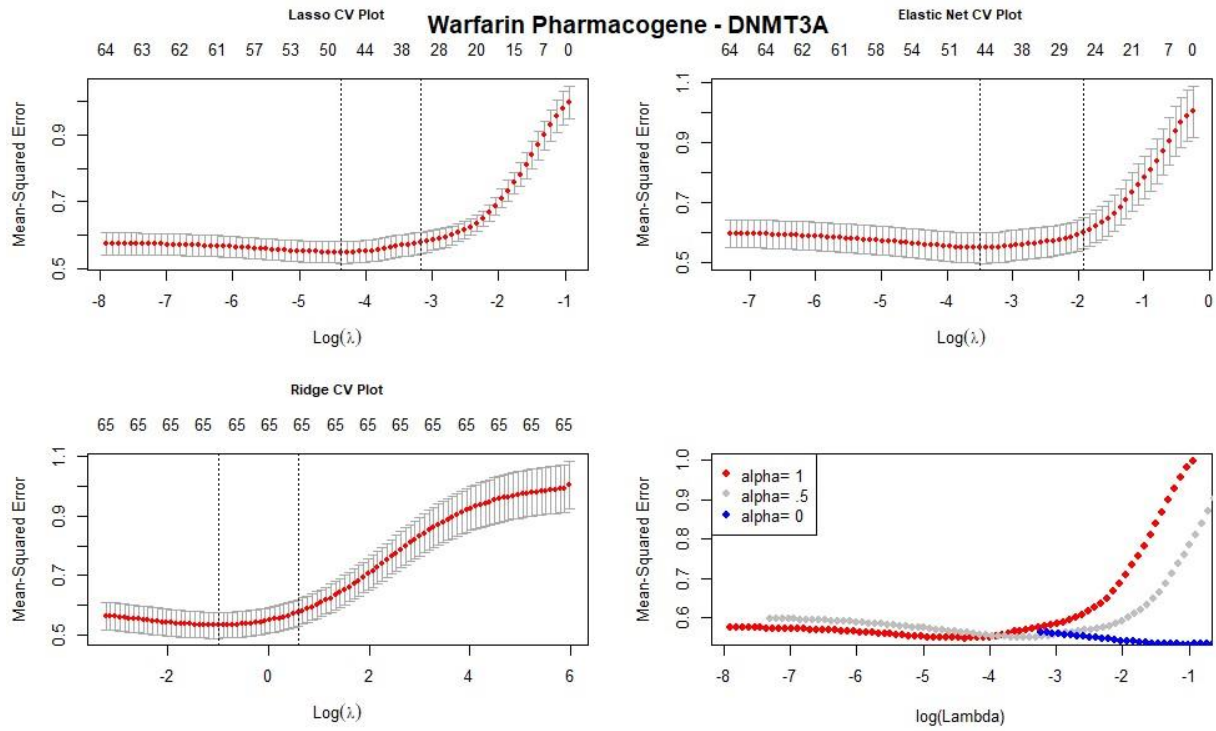 Warfarin Pharmacogene - DNMT3A
Lasso CV Plot
64 63 62 61 57 53 50 44 38 28 20 15 7 0
Mean-Squared Error
0.9
0.7
0.5
-8 -7 -6 -5 -4 -3 -2 -1
Log(λ)
Elastic Net CV Plot
64 64 62 61 58 54 51 44 38 29 24 21 7 0
Mean-Squared Error
1.1
0.9
0.7
0.5
-7 -6 -5 -4 -3 -2 -1 0
Log(λ)
Ridge CV Plot
65 65 65 65 65 65 65 65 65 65 65 65 65 65 65
Mean-Squared Error
1.1
0.9
0.7
0.5
-2 0 2 4 6
Log(λ)
alpha= 1
alpha= .5
alpha= 0
Mean-Squared Error
1.0
0.9
0.8
0.7
0.6
-8 -7 -6 -5 -4 -3 -2 -1
log(Lambda)